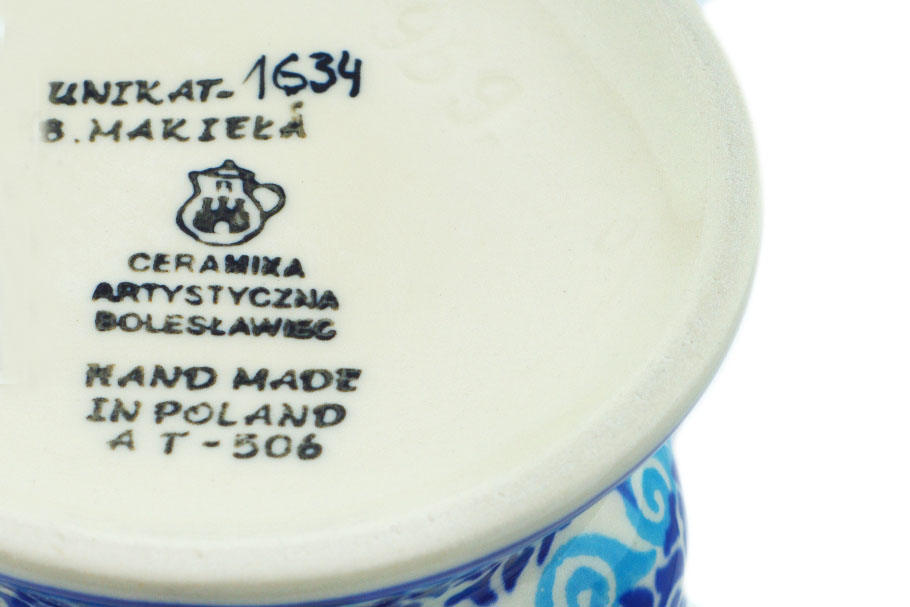 UNIKAT-1634
B. MAKIEŁA
CERAMIKA
ARTYSTYCZNA
BOLESŁAWIEC
HAND MADE
IN POLAND
A T - 506